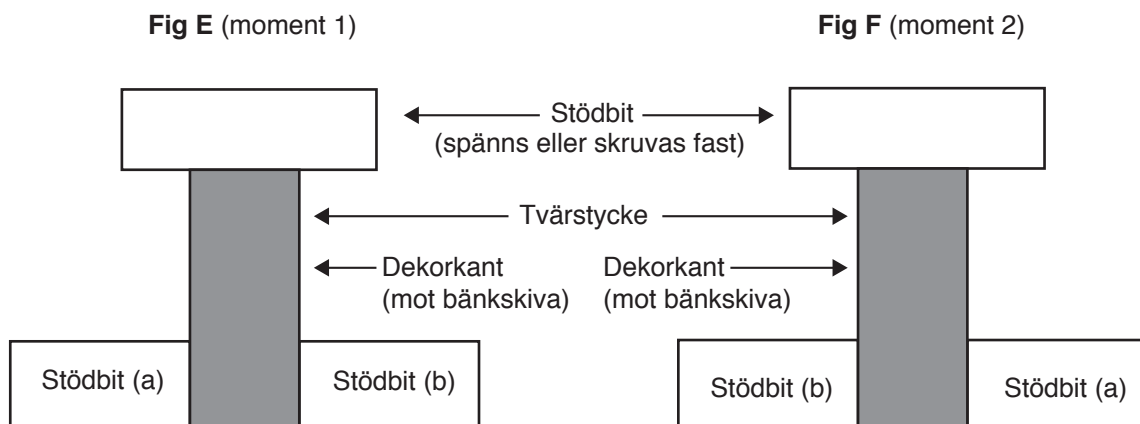 Fig E (moment 1)
Fig F (moment 2)
Stödbit
(spänns eller skruvas fast)
Tvärstycke
Dekorkant
(mot bänkskiva)
Dekorkant
(mot bänkskiva)
Stödbit (a)
Stödbit (b)
Stödbit (b)
Stödbit (a)